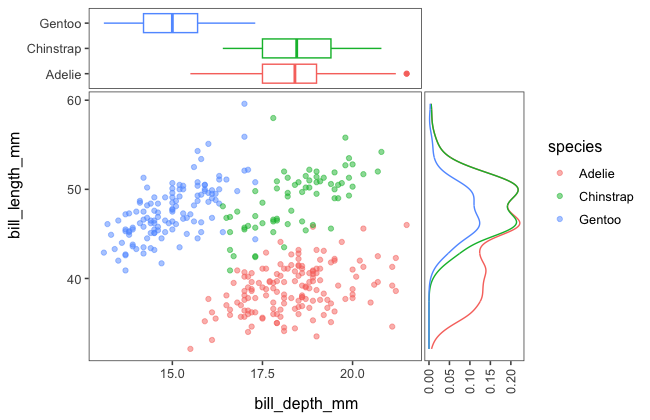 Gentoo
Chinstrap
Adelie
60
50
40
bill_length_mm
15.0
17.5
20.0
bill_depth_mm
0.00
0.05
0.10
0.15
0.20
species
Adelie
Chinstrap
Gentoo